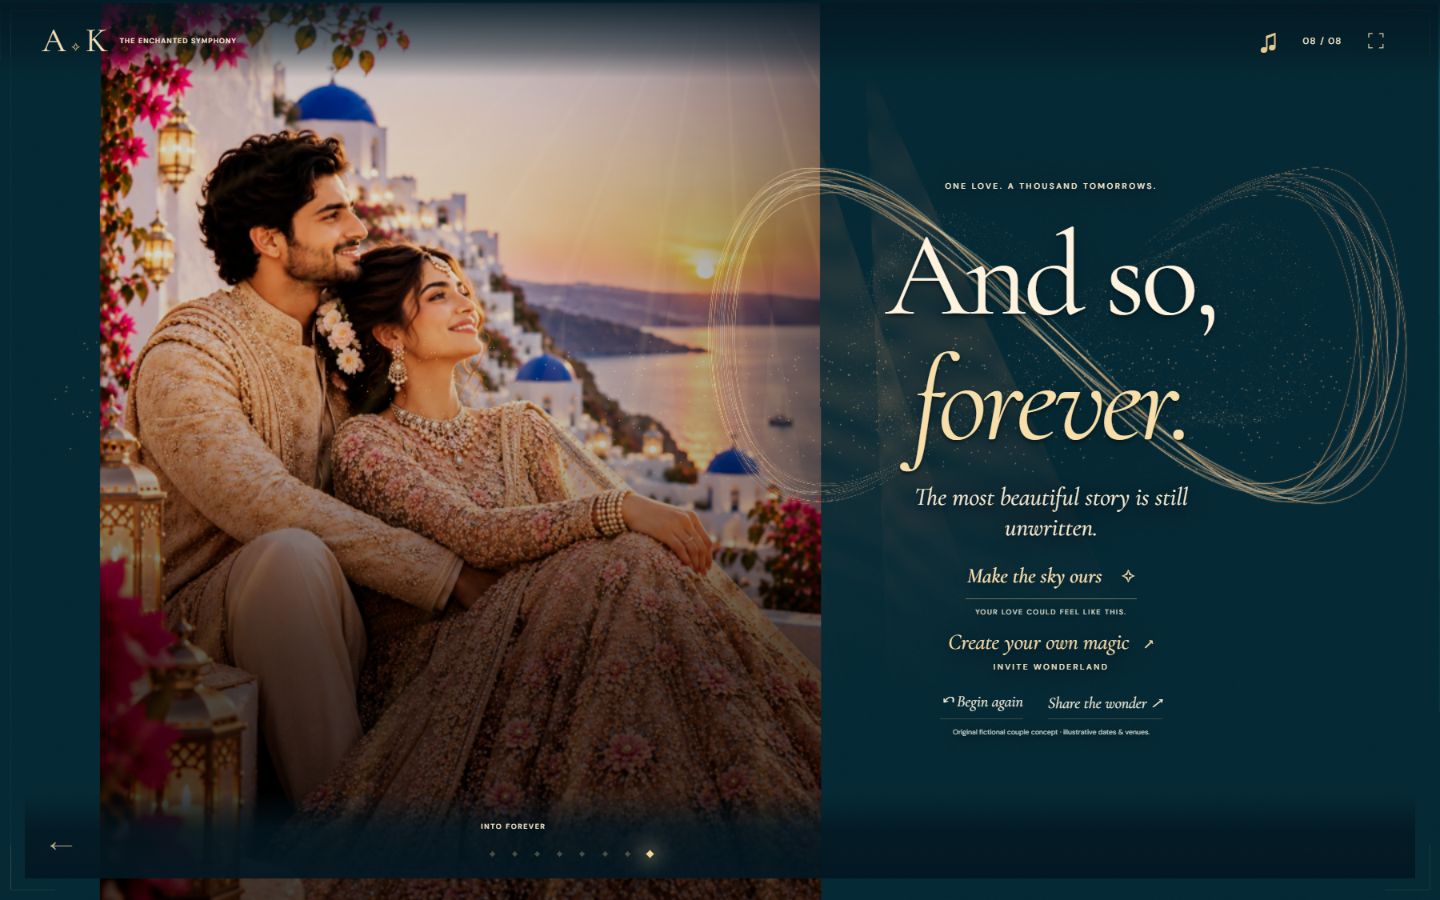 A ✧ K THE ENCHANTED SYMPHONY
08 / 08
ONE LOVE. A THOUSAND TOMORROWS.
And so,
forever.
The most beautiful story is still
unwritten.
Make the sky ours ✧
YOUR LOVE COULD FEEL LIKE THIS.
Create your own magic ↗
INVITE WONDERLAND
↶ Begin again Share the wonder ↗
Original fictional couple concept · illustrative dates & venues.
INTO FOREVER
←